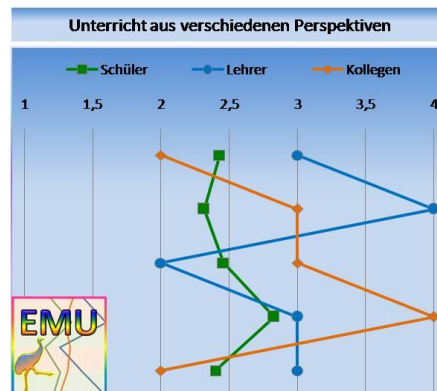 Unterricht aus verschiedenen Perspektiven
Schüler Lehrer Kollegen
1 1,5 2 2,5 3 3,5 4
EMU